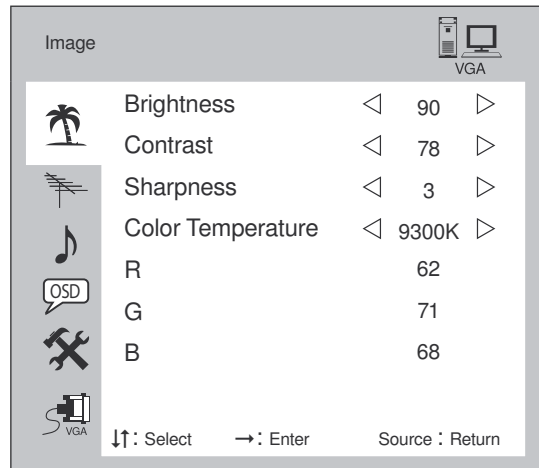 Image
VGA
Brightness 90
Contrast 78
Sharpness 3
Color Temperature 9300K
R 62
G 71
OSD
B 68
VGA
↓↑: Select →: Enter Source : Return